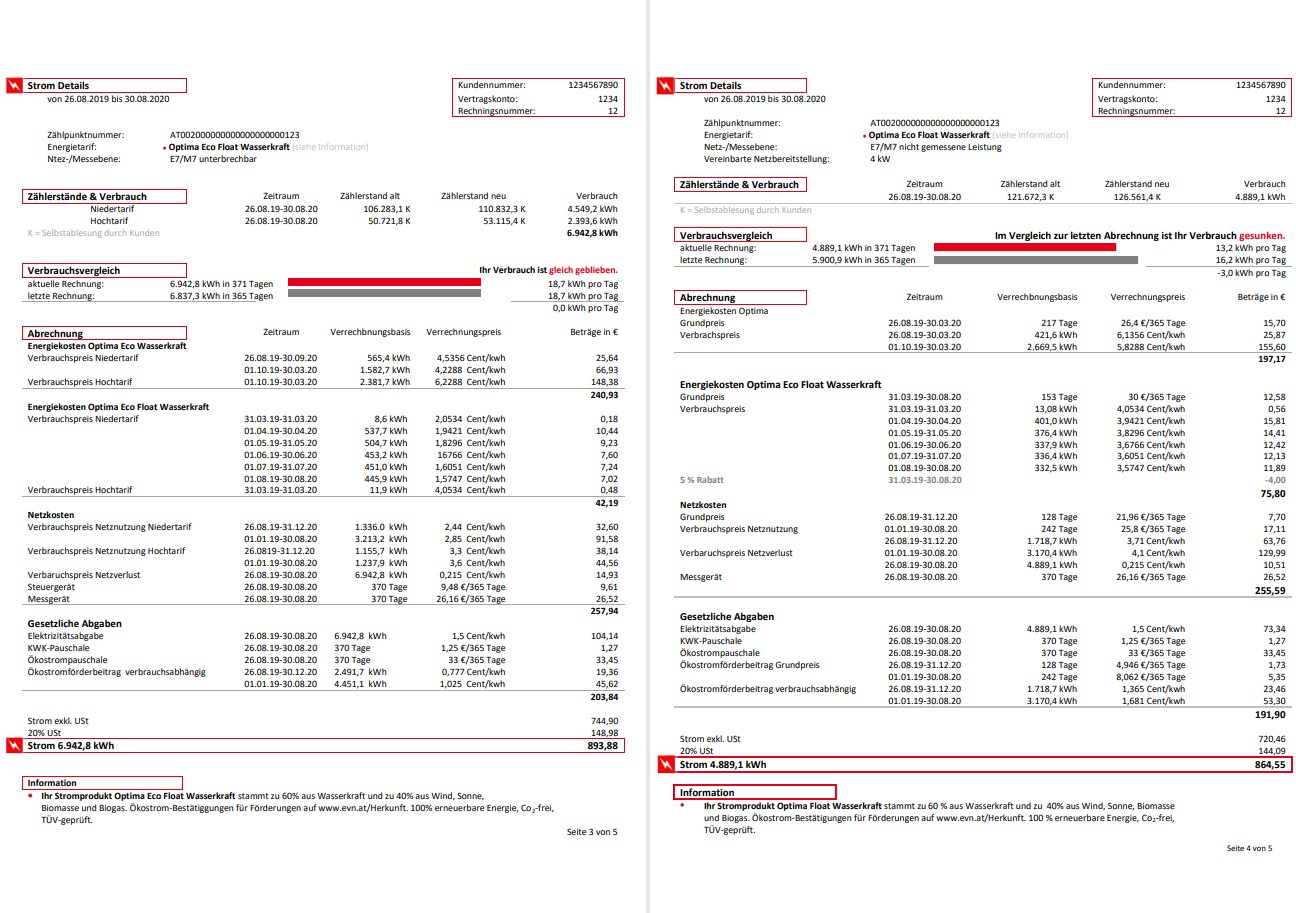 Strom Details
von 26.08.2019 bis 30.08.2020
Kundennummer: 1234567890
Vertragskonto: 1234
Rechningsnummer: 12
Zählpunktnummer: AT002000000000000000000123
Energietarif: • Optima Eco Float Wasserkraft (siehe Information)
Ntez-/Messebene: E7/M7 unterbrechbar
Zählerstände & Verbrauch Zeitraum Zählerstand alt Zählerstand neu Verbrauch
Niedertarif 26.08.19-30.08.20 106.283,1 K 110.832,3 K 4.549,2 kWh
Hochtarif 26.08.19-30.08.20 50.721,8 K 53.115,4 K 2.393,6 kWh
K = Selbstablesung durch Kunden 6.942,8 kWh
Verbrauchsvergleich Ihr Verbrauch ist gleich geblieben.
aktuelle Rechnung: 6.942,8 kWh in 371 Tagen 18,7 kWh pro Tag
letzte Rechnung: 6.837,3 kWh in 365 Tagen 18,7 kWh pro Tag
0,0 kWh pro Tag
Abrechnung Zeitraum Verrechbnungsbasis Verrechnungspreis Beträge in €
Energiekosten Optima Eco Wasserkraft
Verbrauchspreis Niedertarif 26.08.19-30.09.20 565,4 kWh 4,5356 Cent/kwh 25,64
01.10.19-30.03.20 1.582,7 kWh 4,2288 Cent/kwh 66,93
Verbrauchspreis Hochtarif 01.10.19-30.03.20 2.381,7 kWh 6,2288 Cent/kwh 148,38
240,93
Energiekosten Optima Eco Float Wasserkraft
Verbrauchspreis Niedertarif 31.03.19-31.03.20 8,6 kWh 2,0534 Cent/kwh 0,18
01.04.19-30.04.20 537,7 kWh 1,9421 Cent/kwh 10,44
01.05.19-31.05.20 504,7 kWh 1,8296 Cent/kwh 9,23
01.06.19-30.06.20 453,2 kWh 16766 Cent/kwh 7,60
01.07.19-31.07.20 451,0 kWh 1,6051 Cent/kwh 7,24
01.08.19-30.08.20 445,9 kWh 1,5747 Cent/kwh 7,02
Verbrauchspreis Hochtarif 31.03.19-31.03.20 11,9 kWh 4,0534 Cent/kwh 0,48
42,19
Netzkosten
Verbrauchspreis Netznutzung Niedertarif 26.08.19-31.12.20 1.336.0 kWh 2,44 Cent/kwh 32,60
01.01.19-30.08.20 3.213,2 kWh 2,85 Cent/kwh 91,58
Verbrauchspreis Netznutzung Hochtarif 26.0819-31.12.20 1.155,7 kWh 3,3 Cent/kwh 38,14
01.01.19-30.08.20 1.237,9 kWh 3,6 Cent/kwh 44,56
Verbaruchspreis Netzverlust 26.08.19-30.08.20 6.942,8 kWh 0,215 Cent/kwh 14,93
Steuergerät 26.08.19-30.08.20 370 Tage 9,48 €/365 Tage 9,61
Messgerät 26.08.19-30.08.20 370 Tage 26,16 €/365 Tage 26,52
257,94
Gesetzliche Abgaben
Elektrizitätsabgabe 26.08.19-30.08.20 6.942,8 kWh 1,5 Cent/kwh 104,14
KWK-Pauschale 26.08.19-30.08.20 370 Tage 1,25 €/365 Tage 1,27
Ökostrompauschale 26.08.19-30.08.20 370 Tage 33 €/365 Tage 33,45
Ökostromförderbeitrag verbrauchsabhängig 26.08.19-30.12.20 2.491,7 kWh 0,777 Cent/kwh 19,36
01.01.19-30.08.20 4.451,1 kWh 1,025 Cent/kwh 45,62
203,84
Strom exkl. USt 744,90
20% USt 148,98
Strom 6.942,8 kWh 893,88
Information
• Ihr Stromprodukt Optima Eco Float Wasserkraft stammt zu 60% aus Wasserkraft und zu 40% aus Wind, Sonne,
Biomasse und Biogas. Ökostrom-Bestätiggungen für Förderungen auf www.evn.at/Herkunft. 100% erneuerbare Energie, Co₂-frei,
TÜV-geprüft.
Seite 3 von 5
Strom Details
von 26.08.2019 bis 30.08.2020
Kundennummer: 1234567890
Vertragskonto: 1234
Rechningsnummer: 12
Zählpunktnummer: AT002000000000000000000123
Energietarif: • Optima Eco Float Wasserkraft (siehe Information)
Netz-/Messebene: E7/M7 nicht gemessene Leistung
Vereinbarte Netzbereitstellung: 4 kW
Zählerstände & Verbrauch Zeitraum Zählerstand alt Zählerstand neu Verbrauch
26.08.19-30.08.20 121.672,3 K 126.561,4 K 4.889,1 kWh
K = Selbstablesung durch Kunden
Verbrauchsvergleich Im Vergleich zur letzten Abrechnung ist Ihr Verbrauch gesunken.
aktuelle Rechnung: 4.889,1 kWh in 371 Tagen 13,2 kWh pro Tag
letzte Rechnung: 5.900,9 kWh in 365 Tagen 16,2 kWh pro Tag
-3,0 kWh pro Tag
Abrechnung Zeitraum Verrechbnungsbasis Verrechnungspreis Beträge in €
Energiekosten Optima
Grundpreis 26.08.19-30.03.20 217 Tage 26,4 €/365 Tage 15,70
Verbrachspreis 26.08.19-30.03.20 421,6 kWh 6,1356 Cent/kwh 25,87
01.10.19-30.03.20 2.669,5 kWh 5,8288 Cent/kwh 155,60
197,17
Energiekosten Optima Eco Float Wasserkraft
Grundpreis 31.03.19-30.08.20 153 Tage 30 €/365 Tage 12,58
Verbrauchspreis 31.03.19-31.03.20 13,08 kWh 4,0534 Cent/kwh 0,56
01.04.19-30.04.20 401,0 kWh 3,9421 Cent/kwh 15,81
01.05.19-31.05.20 376,4 kWh 3,8296 Cent/kwh 14,41
01.06.19-30.06.20 337,9 kWh 3,6766 Cent/kwh 12,42
01.07.19-31.07.20 336,4 kWh 3,6051 Cent/kwh 12,13
01.08.19-30.08.20 332,5 kWh 3,5747 Cent/kwh 11,89
5 % Rabatt 31.03.19-30.08.20 -4,00
75,80
Netzkosten
Grundpreis 26.08.19-31.12.20 128 Tage 21,96 €/365 Tage 7,70
Verbrauchspreis Netznutzung 01.01.19-30.08.20 242 Tage 25,8 €/365 Tage 17,11
26.08.19-31.12.20 1.718,7 kWh 3,71 Cent/kwh 63,76
Verbaruchspreis Netzverlust 01.01.19-30.08.20 3.170,4 kWh 4,1 Cent/kwh 129,99
26.08.19-30.08.20 4.889,1 kWh 0,215 Cent/kwh 10,51
Messgerät 26.08.19-30.08.20 370 Tage 26,16 €/365 Tage 26,52
255,59
Gesetzliche Abgaben
Elektrizitätsabgabe 26.08.19-30.08.20 4.889,1 kWh 1,5 Cent/kwh 73,34
KWK-Pauschale 26.08.19-30.08.20 370 Tage 1,25 €/365 Tage 1,27
Ökostompauschale 26.08.19-30.08.20 370 Tage 33 €/365 Tage 33,45
Ökostromförderbeitrag Grundpreis 26.08.19-31.12.20 128 Tage 4,946 €/365 Tage 1,73
01.01.19-30.08.20 242 Tage 8,062 €/365 Tage 5,35
Ökostromförderbeitrag verbrauchsabhängig 26.08.19-31.12.20 1.718,7 kWh 1,365 Cent/kwh 23,46
01.01.19-30.08.20 3.170,4 kWh 1,681 Cent/kwh 53,30
191,90
Strom exkl. USt 720,46
20% USt 144,09
Strom 4.889,1 kWh 864,55
Information
• Ihr Stromprodukt Optima Float Wasserkraft stammt zu 60 % aus Wasserkraft und zu 40% aus Wind, Sonne, Biomasse
und Biogas. Ökostrom-Bestätigungen für Förderungen auf www.evn.at/Herkunft. 100 % erneuerbare Energie, Co₂-frei,
TÜV-geprüft.
Seite 4 von 5